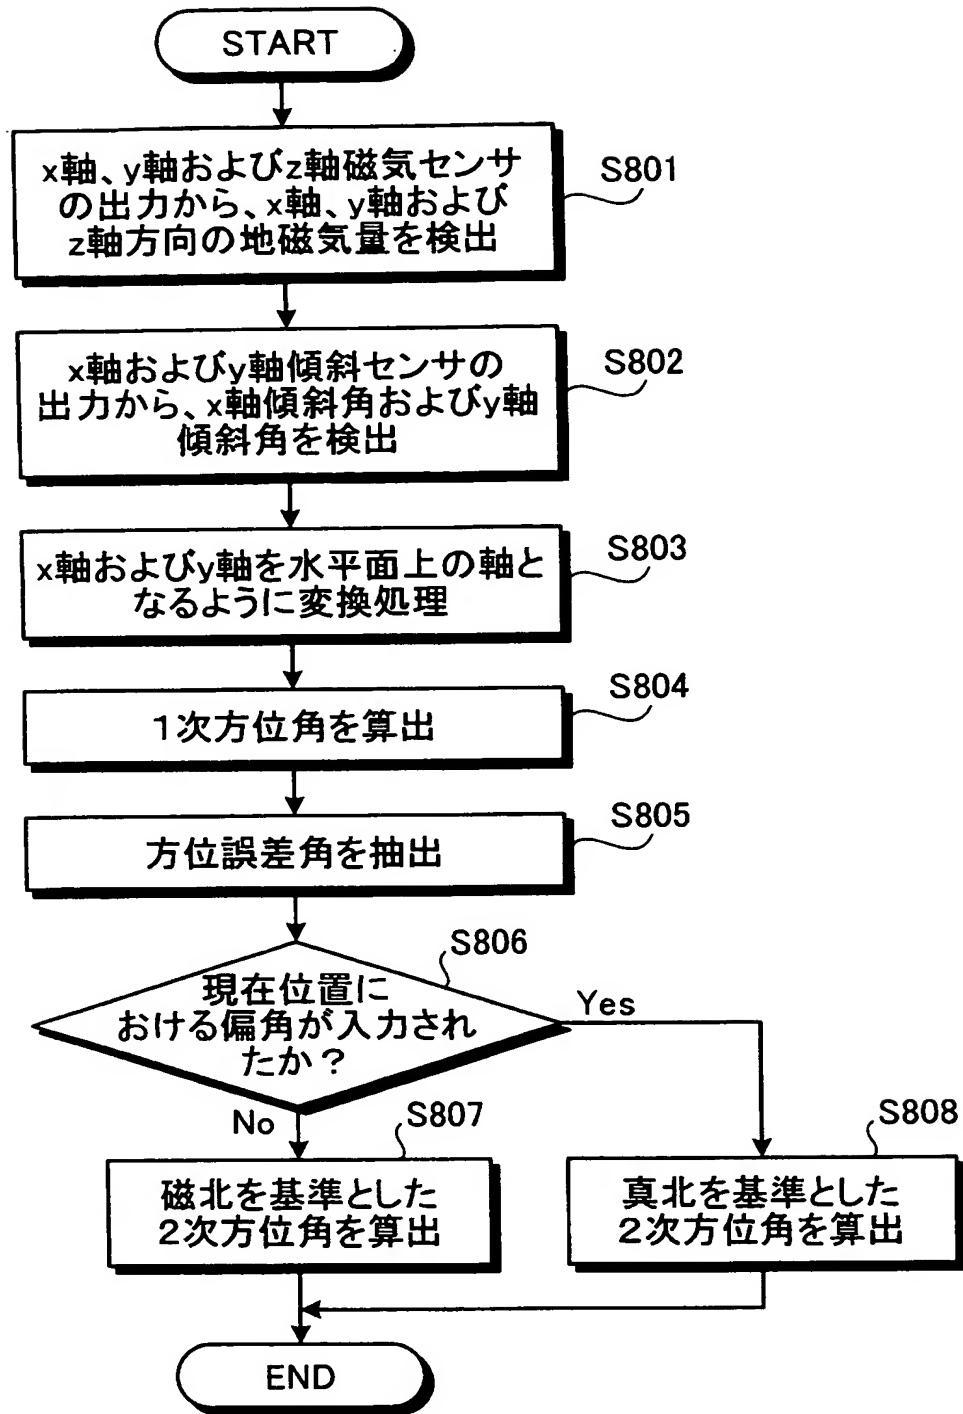 START
x軸、y軸およびz軸磁気センサ
の出力から、x軸、y軸および
z軸方向の地磁気量を検出
S801
x軸およびy軸傾斜センサの
出力から、x軸傾斜角およびy軸
傾斜角を検出
S802
x軸およびy軸を水平面上の軸と
なるように変換処理
S803
1次方位角を算出
S804
方位誤差角を抽出
S805
現在位置に
おける偏角が入力され
たか？
S806
Yes
No
磁北を基準とした
2次方位角を算出
S807
真北を基準とした
2次方位角を算出
S808
END